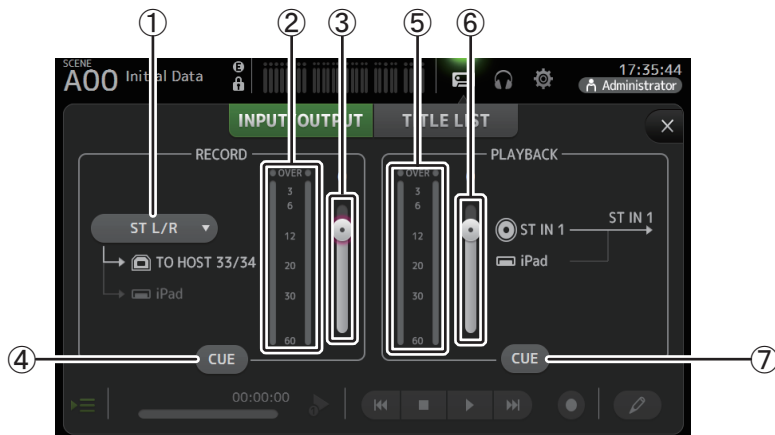 ① ② ③ ⑤ ⑥
SCENE
A00 Initial Data E 17:35:44
Administrator
INPUT/OUTPUT TITLE LIST X
RECORD PLAYBACK
OVER OVER
3 3
6 6
ST L/R 12 12 ST IN 1 ST IN 1
TO HOST 33/34 20 20 iPad
iPad 30 30
60 60
④ CUE CUE ⑦
00:00:00